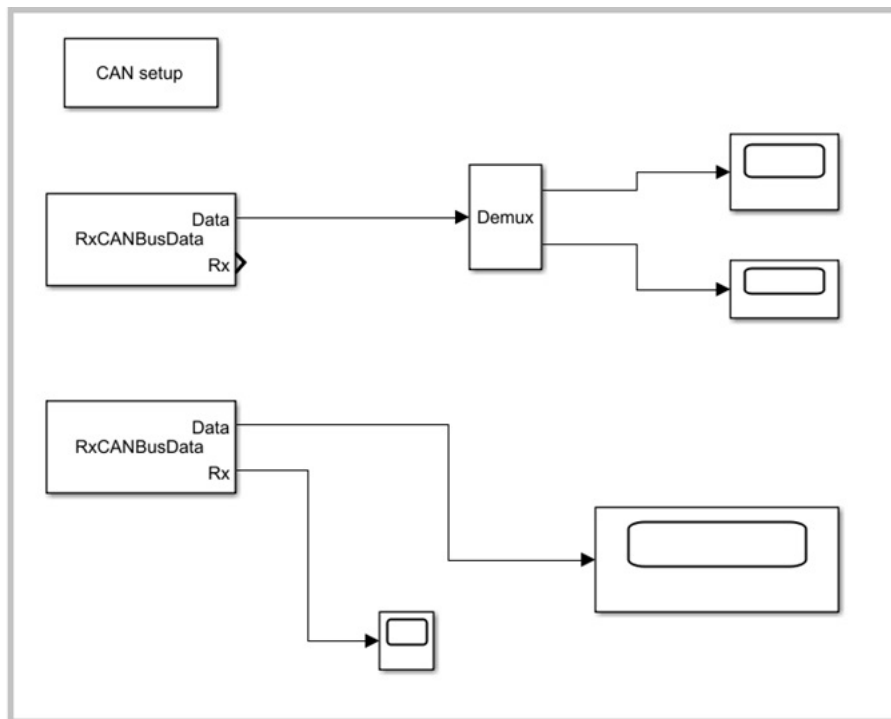 CAN setup
Data
RxCANBusData
Rx
Demux
Data
RxCANBusData
Rx